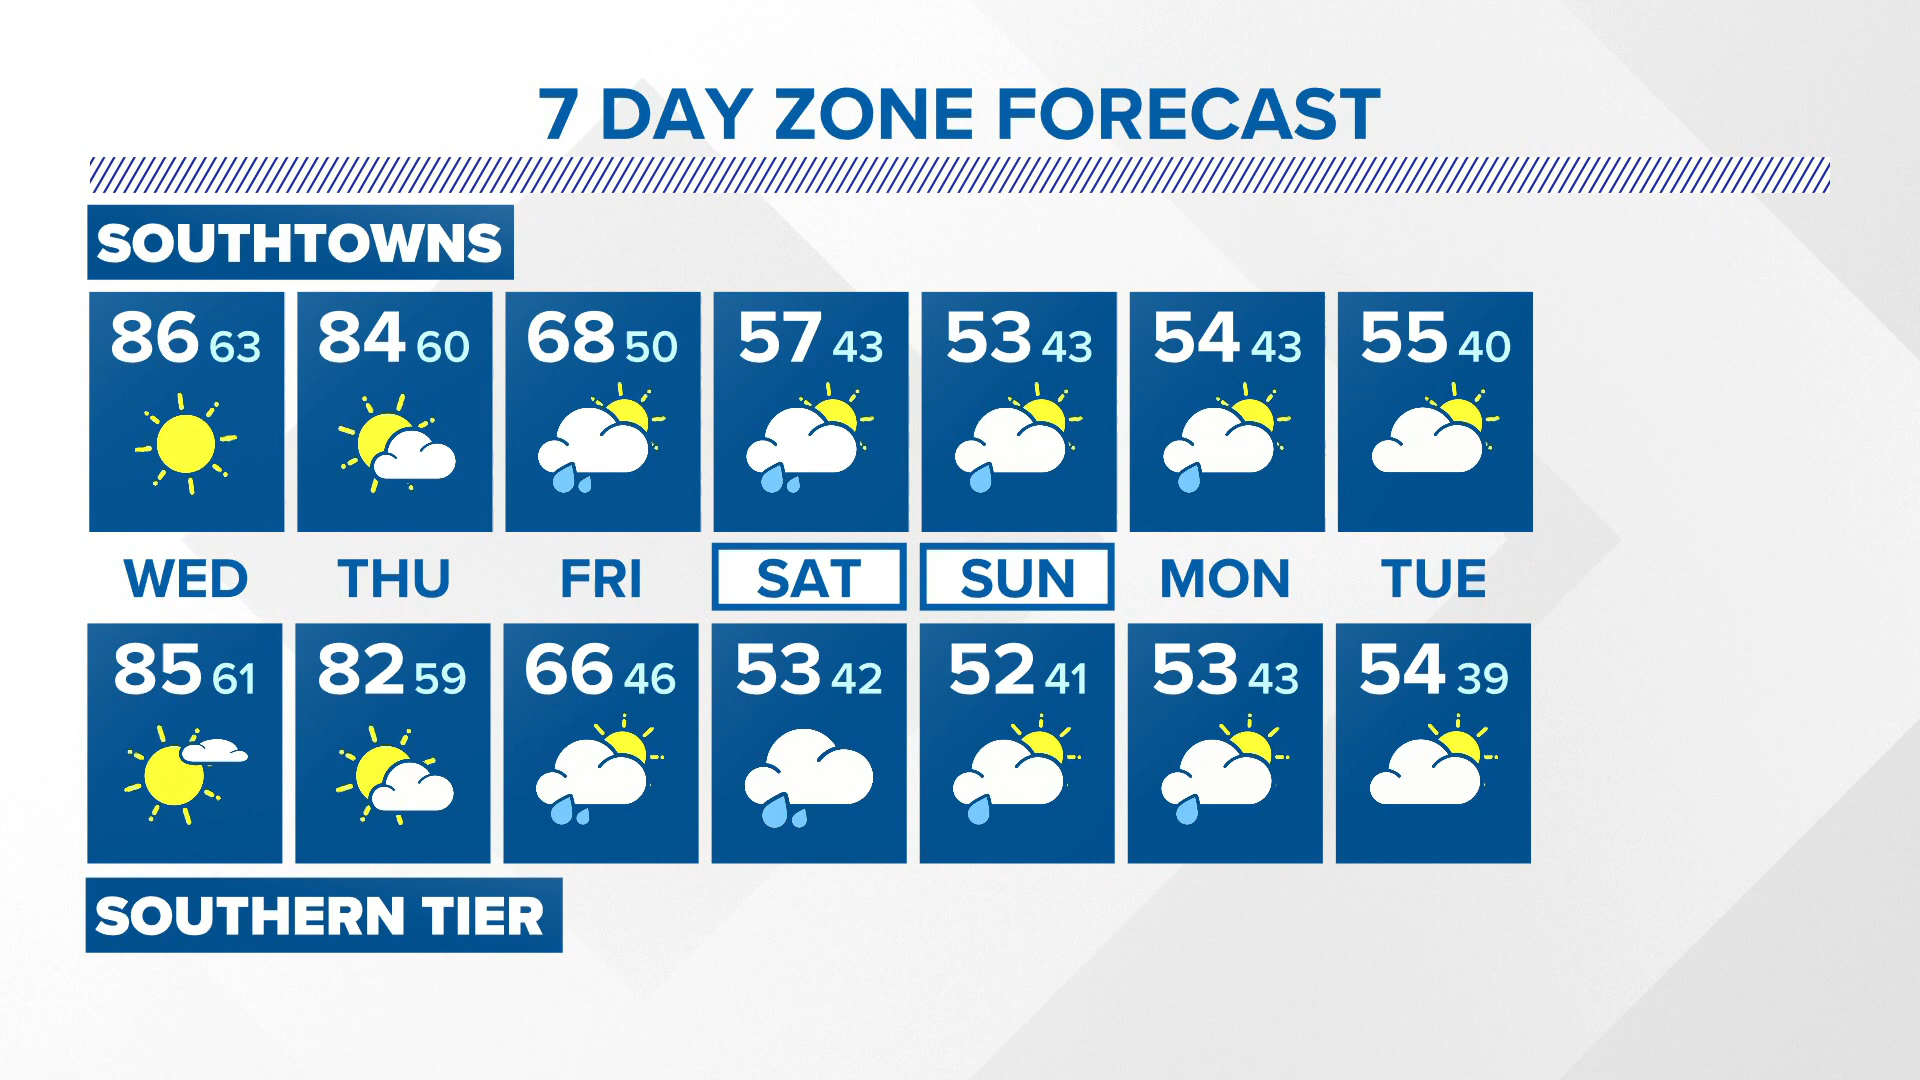 7 DAY ZONE FORECAST
SOUTHTOWNS
86 63 84 60 68 50 57 43 53 43 54 43 55 40
WED THU FRI SAT SUN MON TUE
85 61 82 59 66 46 53 42 52 41 53 43 54 39
SOUTHERN TIER